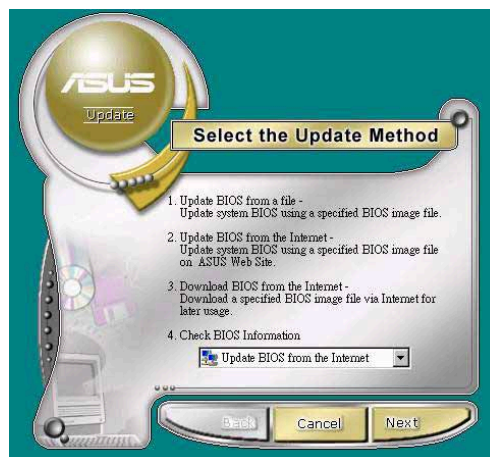 ASUS
Update
Select the Update Method
1. Update BIOS from a file -
Update system BIOS using a specified BIOS image file.
2. Update BIOS from the Internet -
Update system BIOS using a specified BIOS image file
on ASUS Web Site.
3. Download BIOS from the Internet -
Download a specified BIOS image file via Internet for
later usage.
4. Check BIOS Information
Update BIOS from the Internet
Back
Cancel
Next